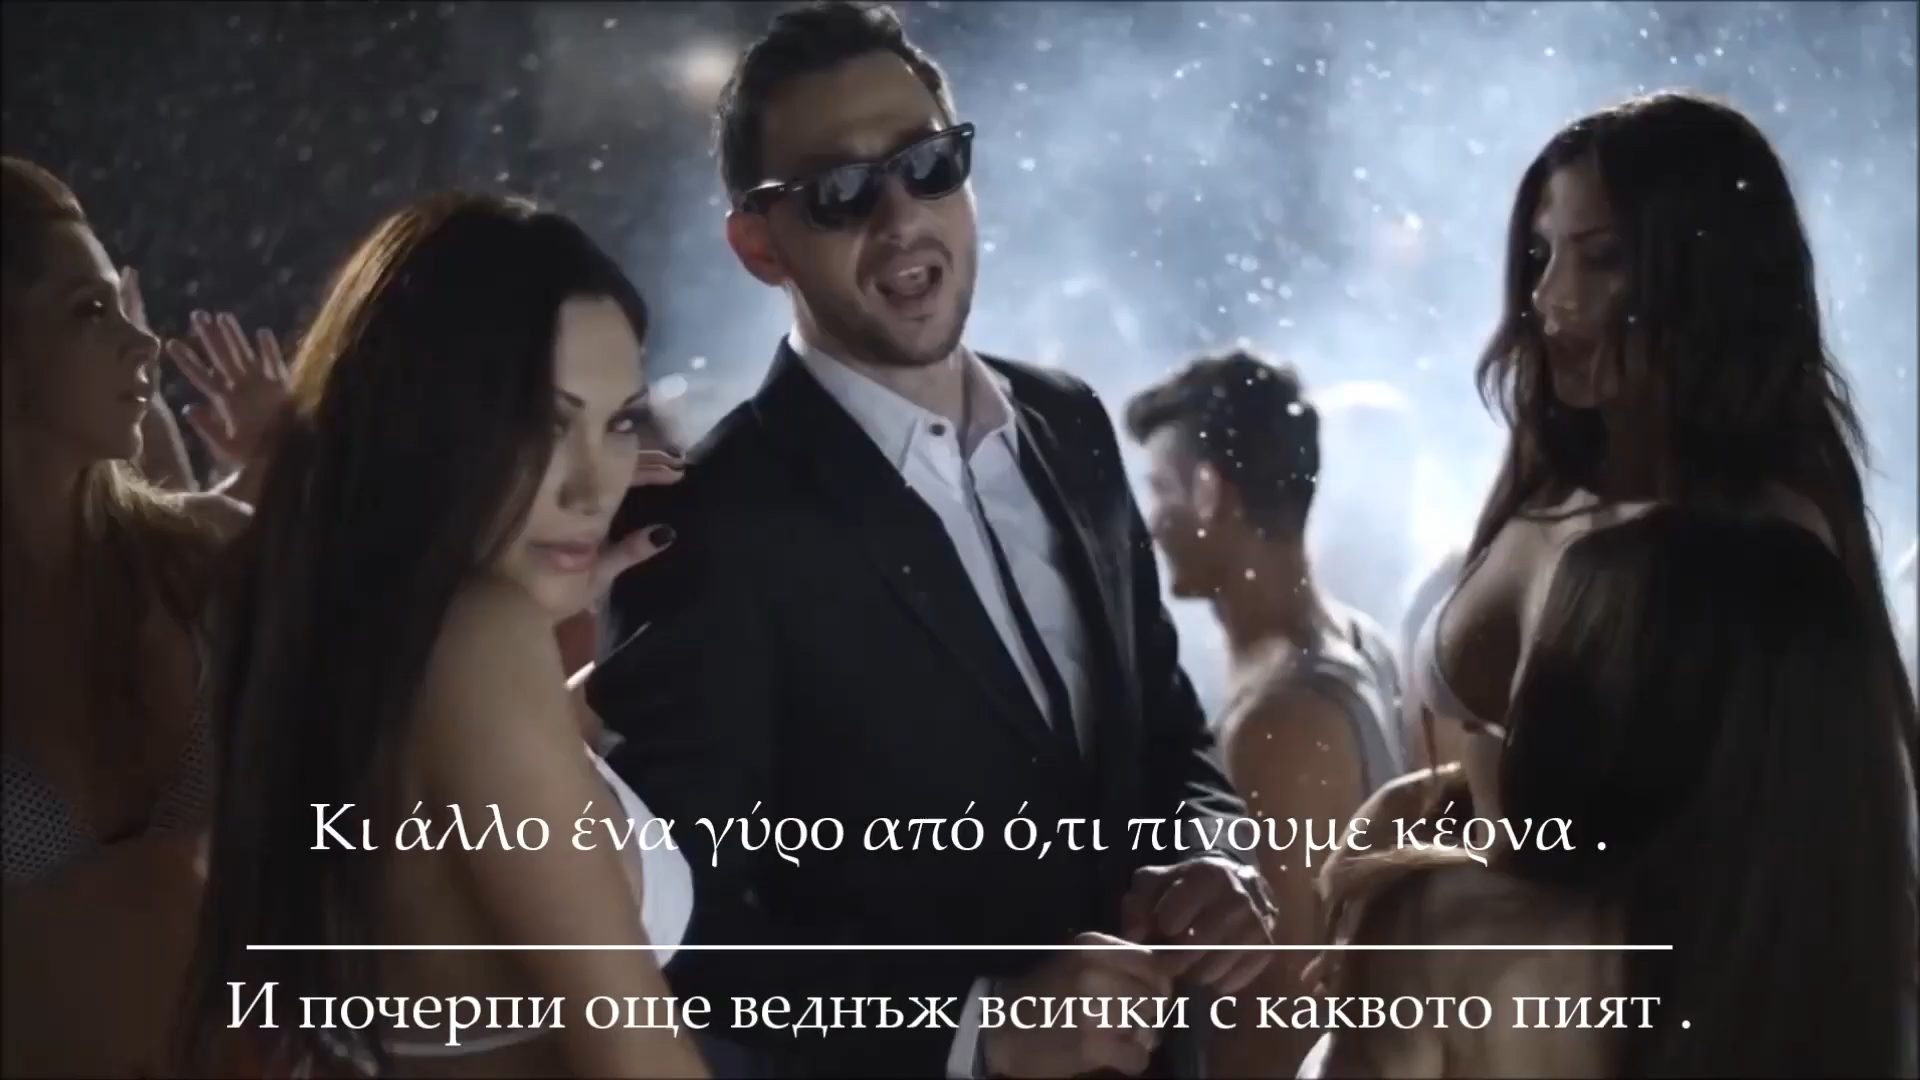 Κι άλλο ένα γύρο από ό,τι πίνουμε κέρνα .
И почерпи още веднъж всички с каквото пият .